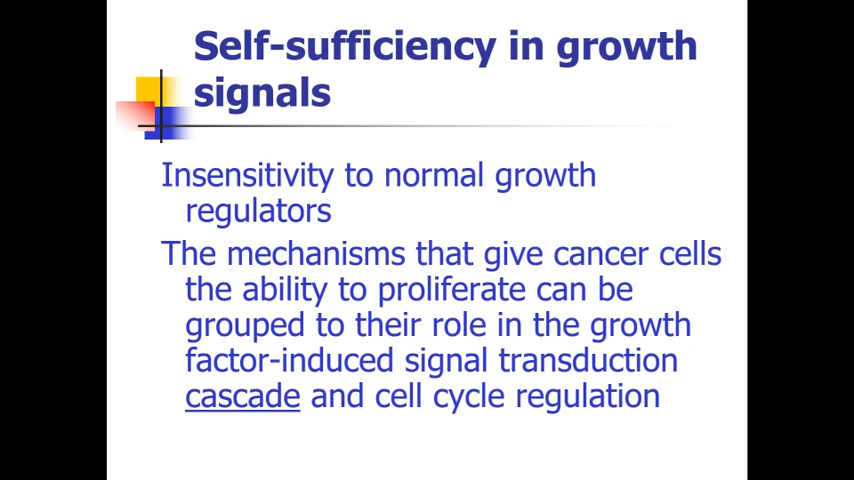 Self-sufficiency in growth
signals
Insensitivity to normal growth
regulators
The mechanisms that give cancer cells
the ability to proliferate can be
grouped to their role in the growth
factor-induced signal transduction
cascade and cell cycle regulation